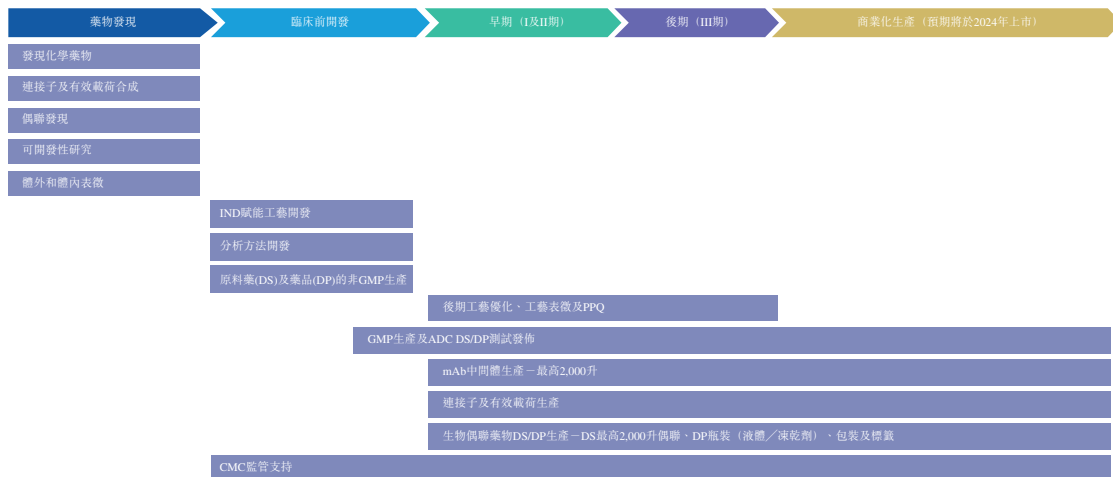 藥物發現
臨床前開發
早期（I及II期）
後期（III期）
商業化生產（預期將於2024年上市）
發現化學藥物
連接子及有效載荷合成
偶聯發現
可開發性研究
體外和體內表徵
IND賦能工藝開發
分析方法開發
原料藥(DS)及藥品(DP)的非GMP生產
後期工藝優化、工藝表徵及PPQ
GMP生產及ADC DS/DP測試發佈
mAb中間體生產－最高2,000升
連接子及有效載荷生產
生物偶聯藥物DS/DP生產－DS最高2,000升偶聯、DP瓶裝（液體╱凍乾劑）、包裝及標籤
CMC監管支持